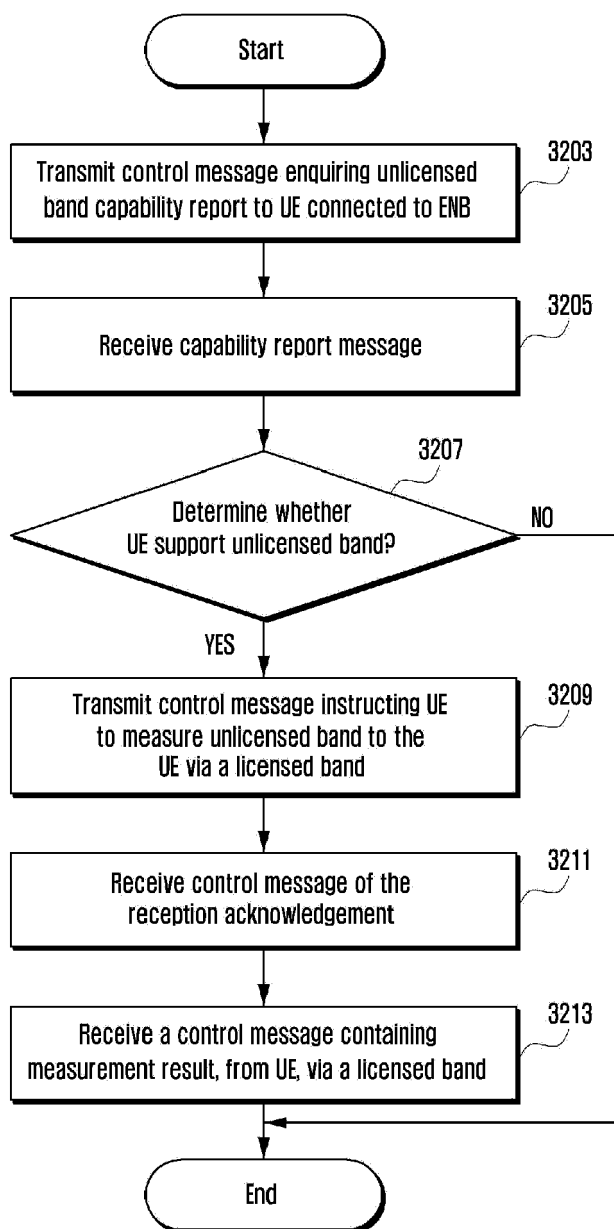 Start
3203
Transmit control message enquiring unlicensed
band capability report to UE connected to ENB
3205
Receive capability report message
3207
Determine whether
UE support unlicensed band?
NO
YES
3209
Transmit control message instructing UE
to measure unlicensed band to the
UE via a licensed band
3211
Receive control message of the
reception acknowledgement
3213
Receive a control message containing
measurement result, from UE, via a licensed band
End